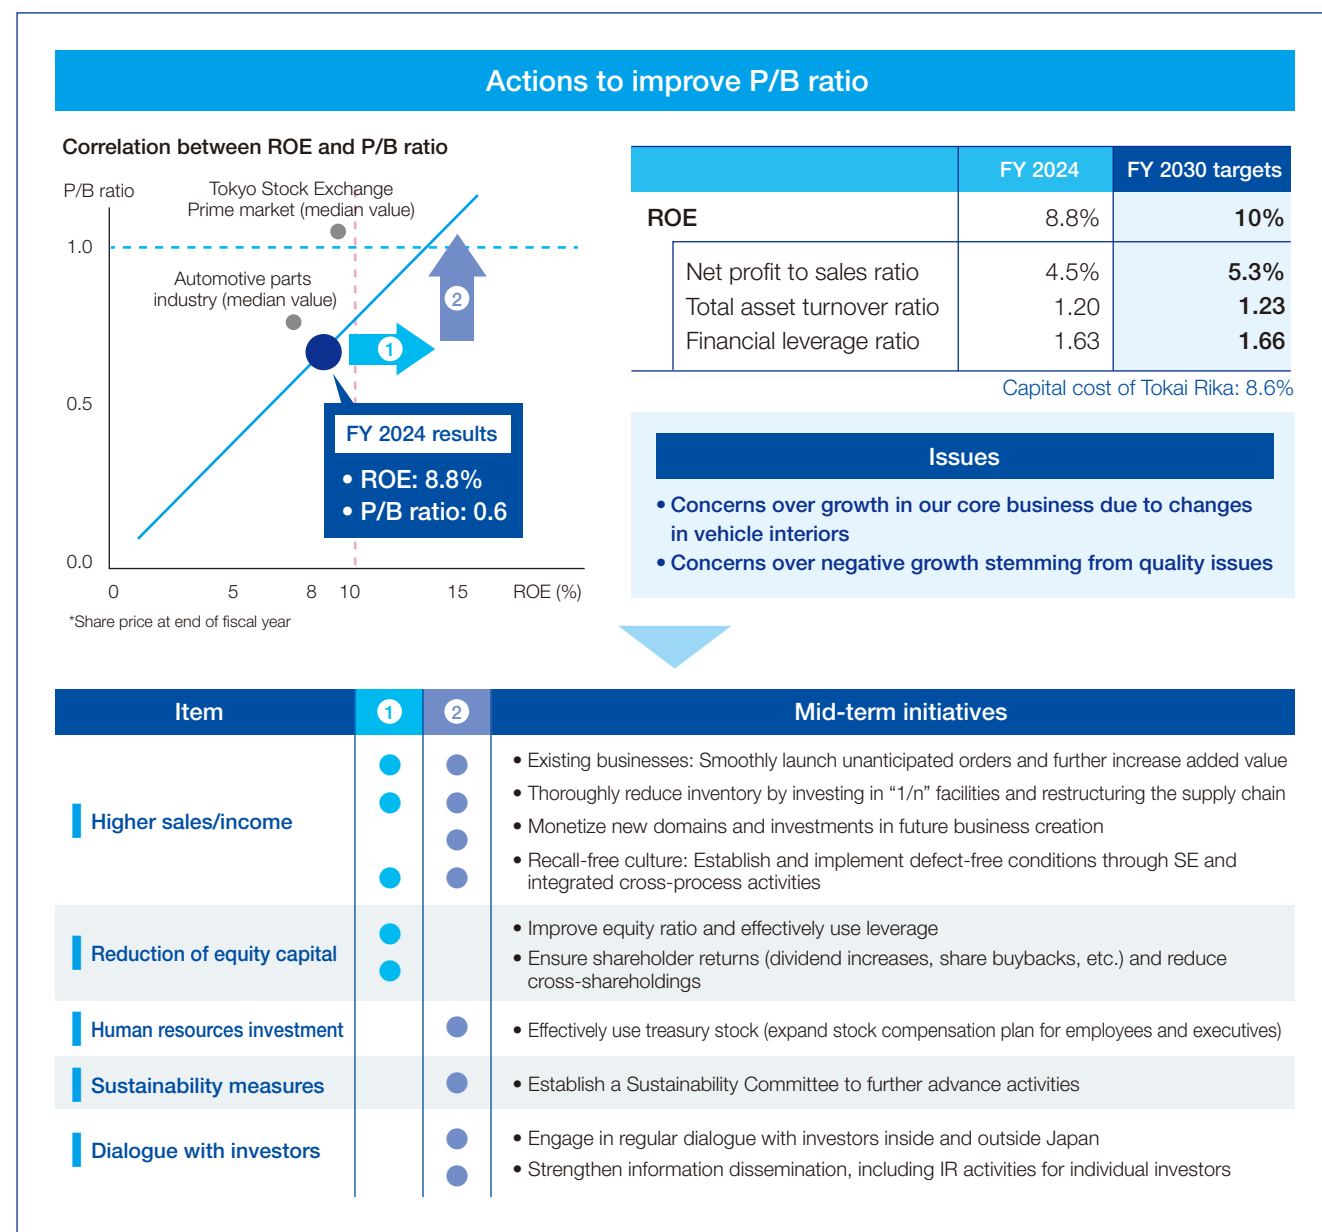 Actions to improve P/B ratio
Correlation between ROE and P/B ratio
P/B ratio
Tokyo Stock Exchange
Prime market (median value)
1.0
Automotive parts
industry (median value)
2
1
0.5
FY 2024 results
• ROE: 8.8%
• P/B ratio: 0.6
0.0
0 5 8 10 15 ROE (%)
*Share price at end of fiscal year
FY 2024 FY 2030 targets
ROE 8.8% 10%
Net profit to sales ratio 4.5% 5.3%
Total asset turnover ratio 1.20 1.23
Financial leverage ratio 1.63 1.66
Capital cost of Tokai Rika: 8.6%
Issues
• Concerns over growth in our core business due to changes
in vehicle interiors
• Concerns over negative growth stemming from quality issues
Item 1 2 Mid-term initiatives
Higher sales/income
• Existing businesses: Smoothly launch unanticipated orders and further increase added value
• Thoroughly reduce inventory by investing in “1/n” facilities and restructuring the supply chain
• Monetize new domains and investments in future business creation
• Recall-free culture: Establish and implement defect-free conditions through SE and
integrated cross-process activities
Reduction of equity capital
• Improve equity ratio and effectively use leverage
• Ensure shareholder returns (dividend increases, share buybacks, etc.) and reduce
cross-shareholdings
Human resources investment
• Effectively use treasury stock (expand stock compensation plan for employees and executives)
Sustainability measures
• Establish a Sustainability Committee to further advance activities
Dialogue with investors
• Engage in regular dialogue with investors inside and outside Japan
• Strengthen information dissemination, including IR activities for individual investors